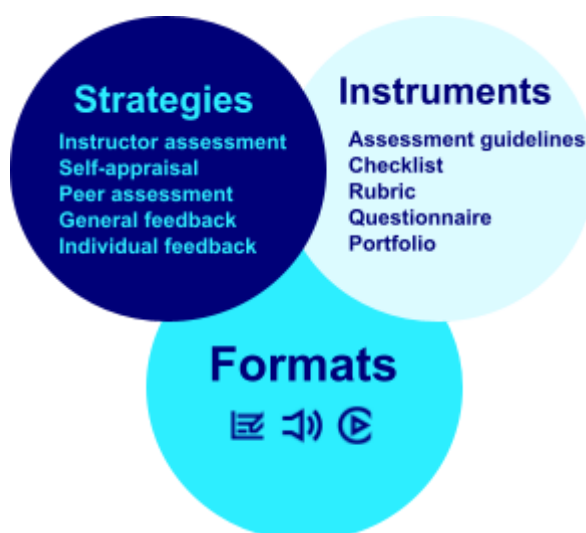 Strategies
Instructor assessment
Self-appraisal
Peer assessment
General feedback
Individual feedback
Instruments
Assessment guidelines
Checklist
Rubric
Questionnaire
Portfolio
Formats